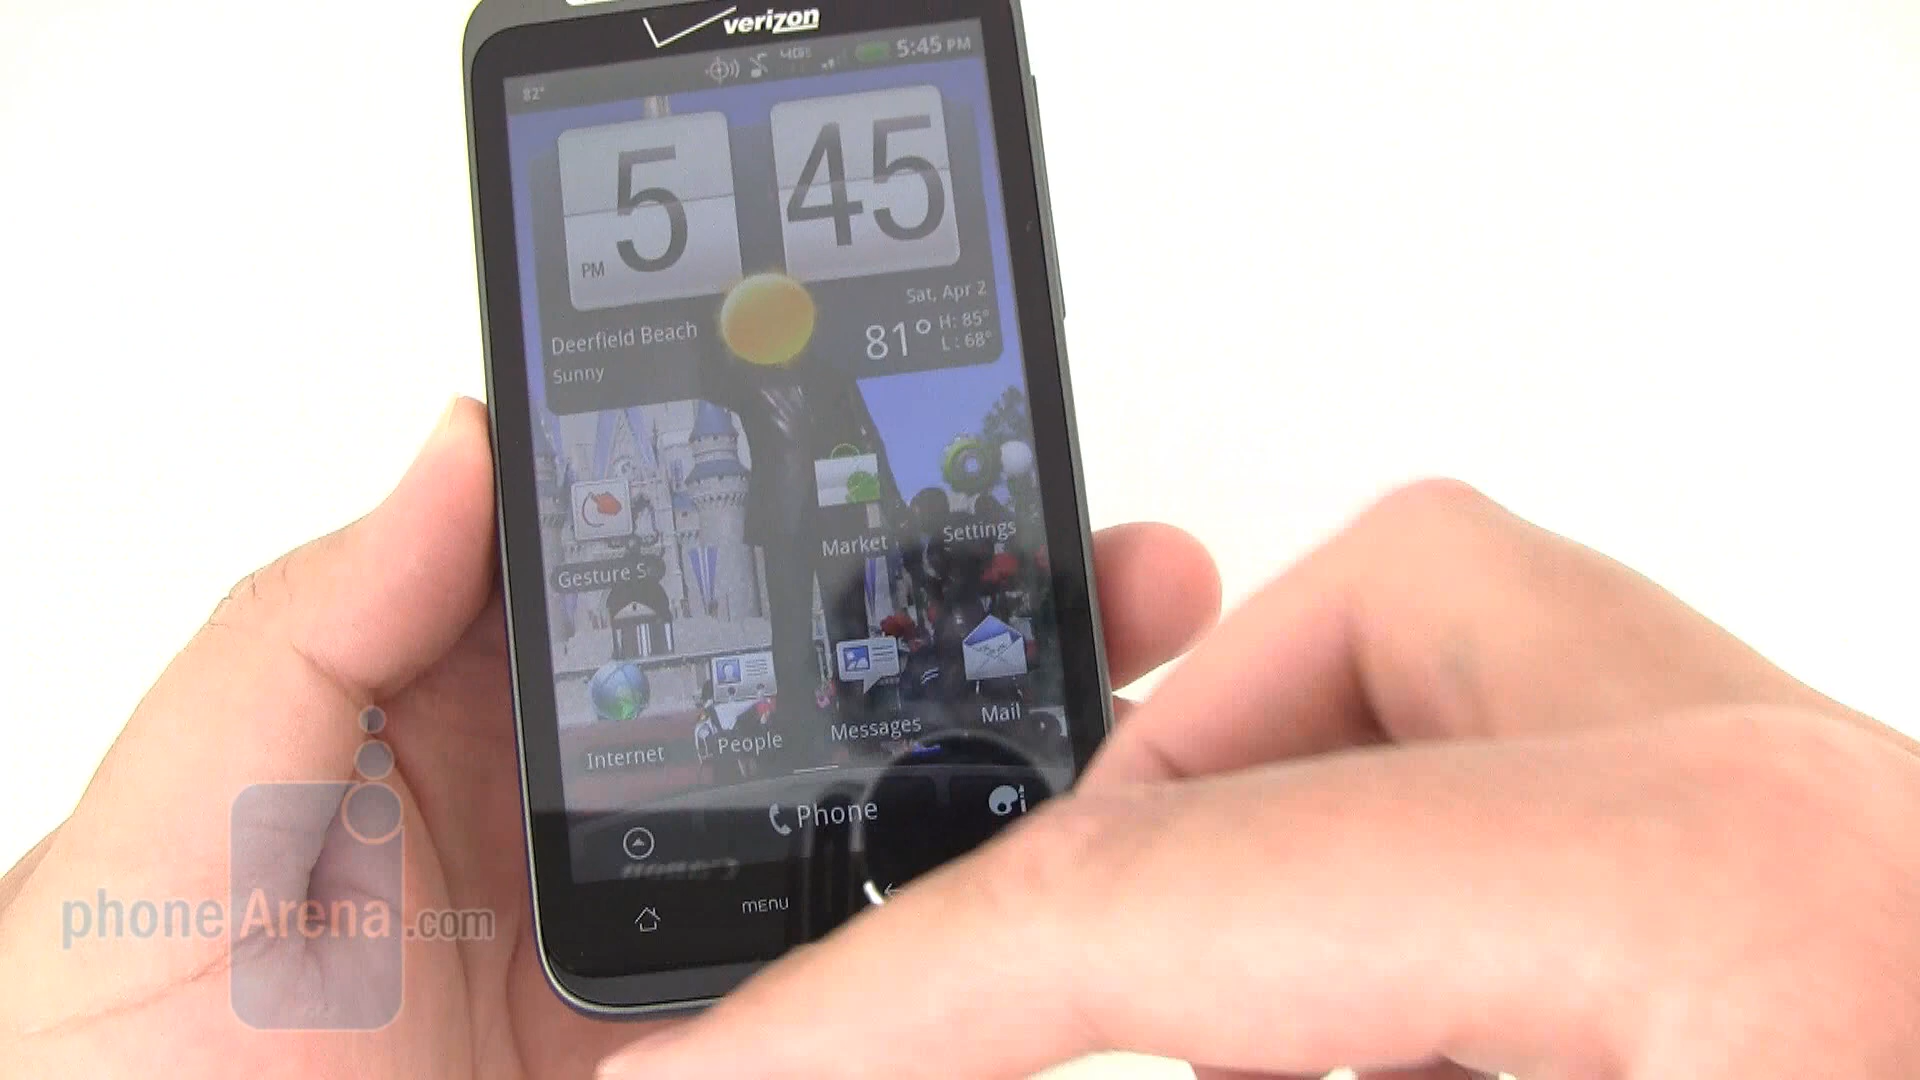 verizon
4G
5:45 PM
82°
5 45
PM
Sat, Apr 2
Deerfield Beach
81° H: 85°
L: 68°
Sunny
Market
Settings
Gesture S
Internet
People
Messages
Mail
Phone
MENU
phoneArena.com